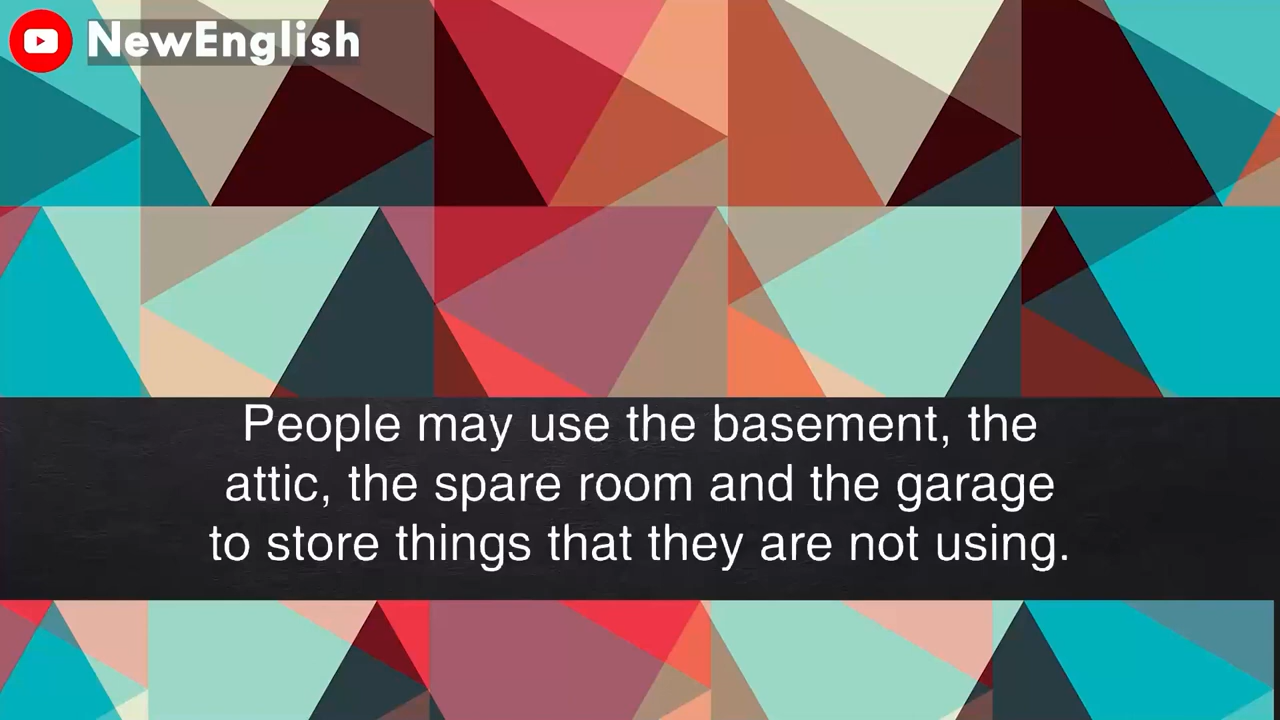 NewEnglish
People may use the basement, the
attic, the spare room and the garage
to store things that they are not using.